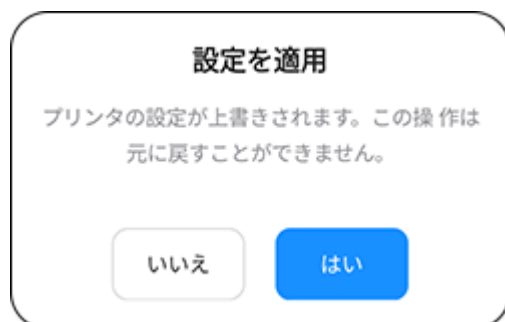 設定を適用
プリンタの設定が上書きされます。この操 作は
元に戻すことができません。
いいえ
はい